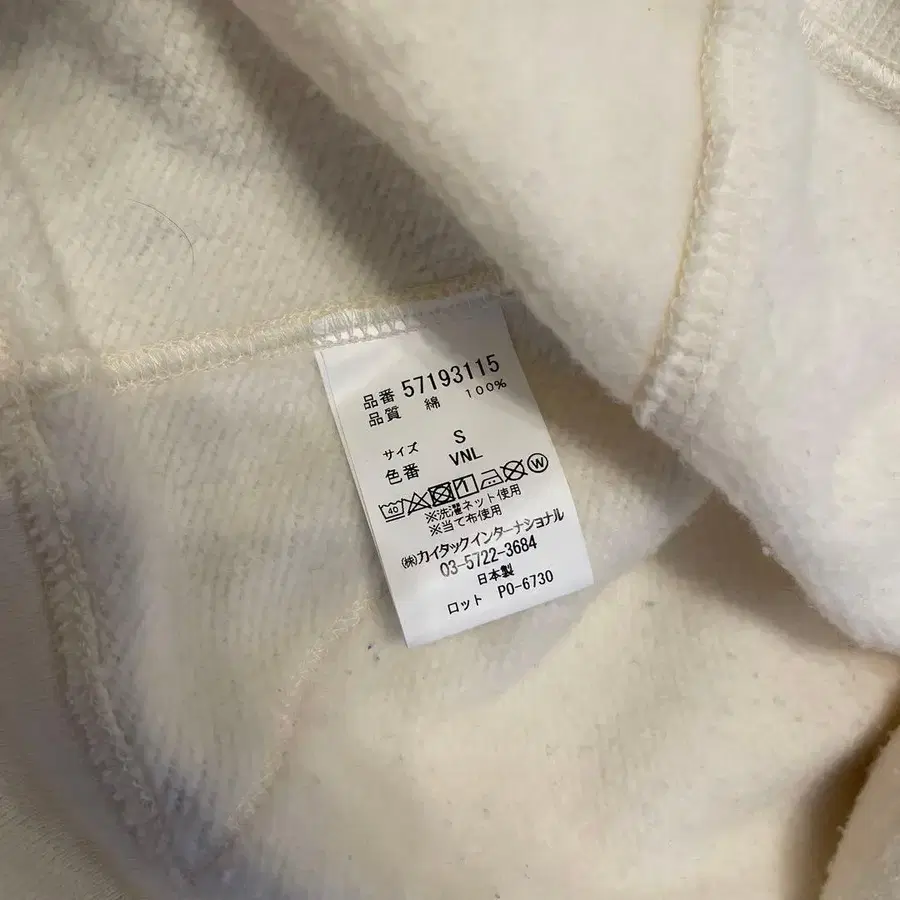 品番 57193115
品質 綿 100%
サイズ S
色番 VNL
40 W
※洗濯ネット使用
※当て布使用
㈱カイタックインターナショナル
03-5722-3684
日本製
ロット PO-6730